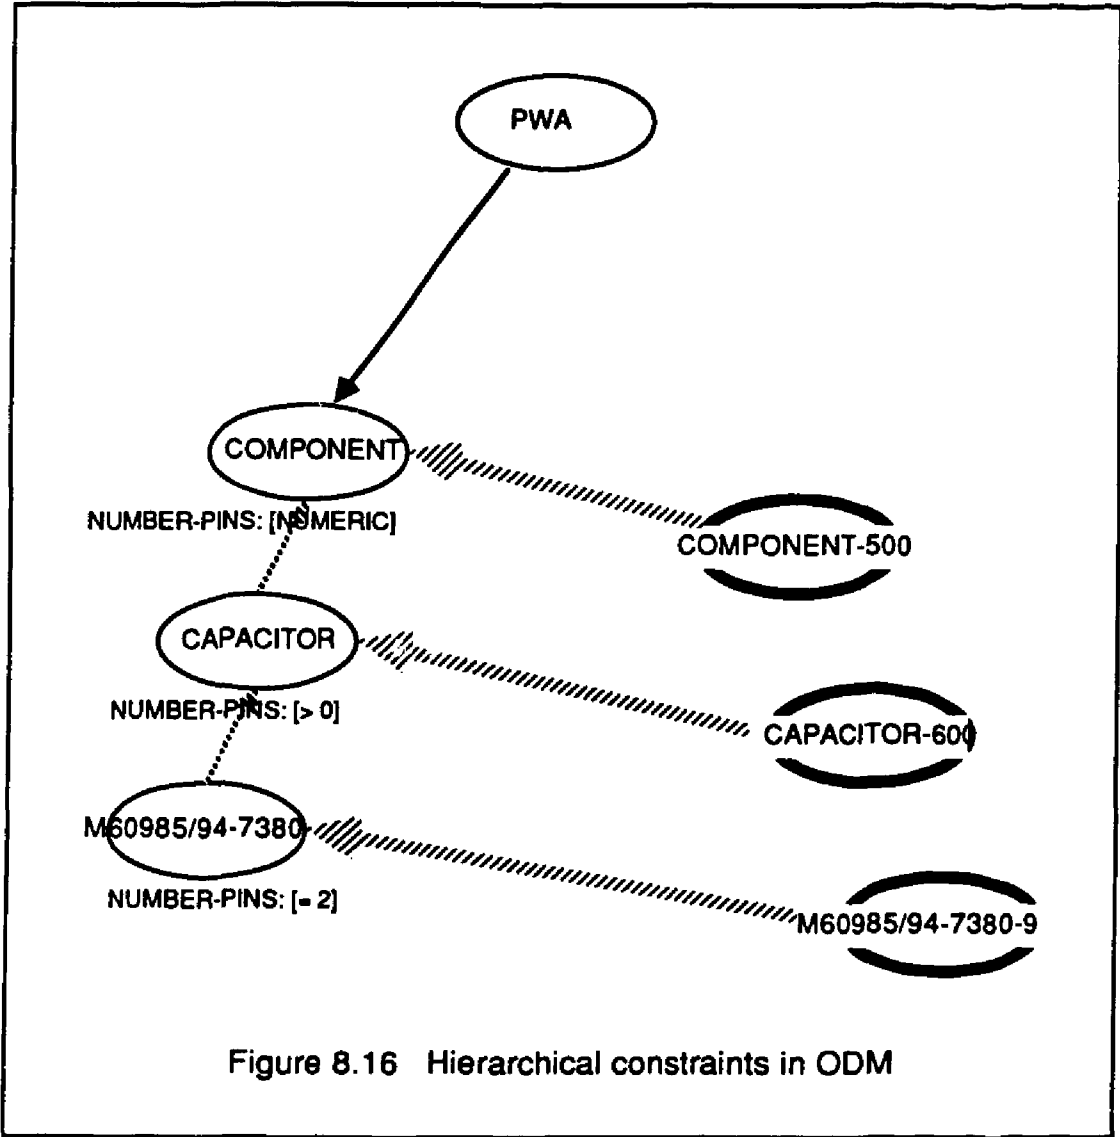 PWA
COMPONENT
NUMBER-PINS: [NUMERIC]
COMPONENT-500
CAPACITOR
NUMBER-PINS: [> 0]
CAPACITOR-600
M60985/94-7380
NUMBER-PINS: [= 2]
M60985/94-7380-9
Figure 8.16 Hierarchical constraints in ODM